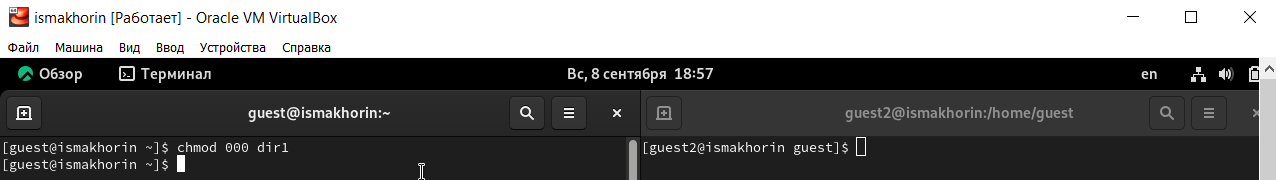 ismakhorin [Работает] - Oracle VM VirtualBox
Файл Машина Вид Ввод Устройства Справка
Обзор Терминал Вс, 8 сентября 18:57 en
guest@ismakhorin:~ guest2@ismakhorin:/home/guest
[guest@ismakhorin ~]$ chmod 000 dir1
[guest@ismakhorin ~]$
[guest2@ismakhorin guest]$